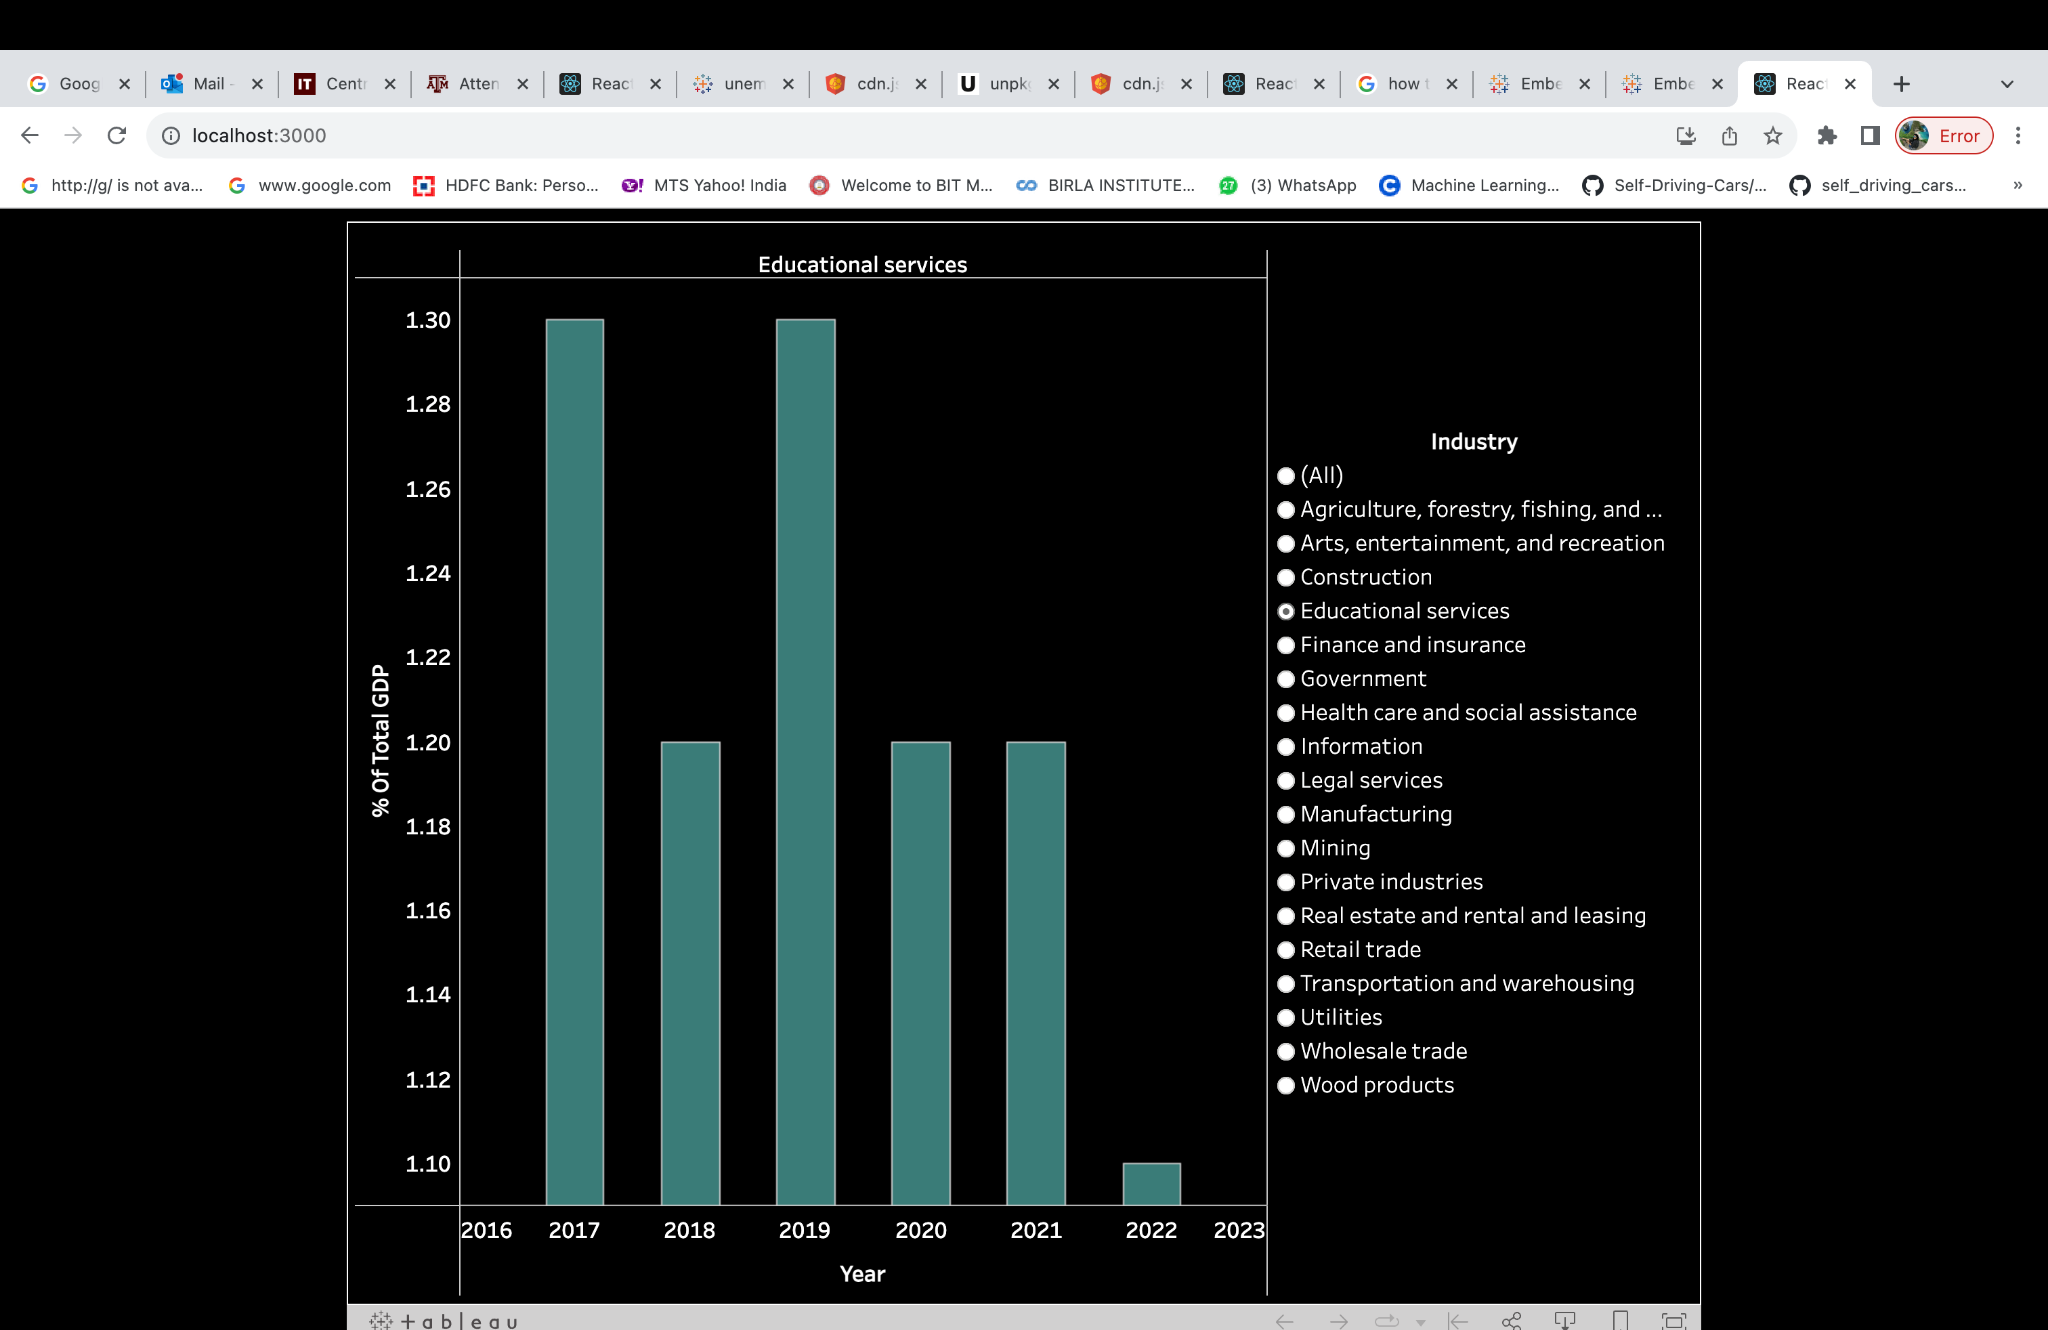 Goog
Mail -
IT Centr
Atten
React
unem
cdn.js
U unpkg
cdn.js
React
how t
Embe
Embe
React
localhost:3000
Error
http://g/ is not ava...
www.google.com
HDFC Bank: Perso...
MTS Yahoo! India
Welcome to BIT M...
BIRLA INSTITUTE...
27 (3) WhatsApp
Machine Learning...
Self-Driving-Cars/...
self_driving_cars...
»
Educational services
% Of Total GDP
1.30
1.28
1.26
1.24
1.22
1.20
1.18
1.16
1.14
1.12
1.10
2016 2017 2018 2019 2020 2021 2022 2023
Year
Industry
(All)
Agriculture, forestry, fishing, and ...
Arts, entertainment, and recreation
Construction
Educational services
Finance and insurance
Government
Health care and social assistance
Information
Legal services
Manufacturing
Mining
Private industries
Real estate and rental and leasing
Retail trade
Transportation and warehousing
Utilities
Wholesale trade
Wood products
+ableau